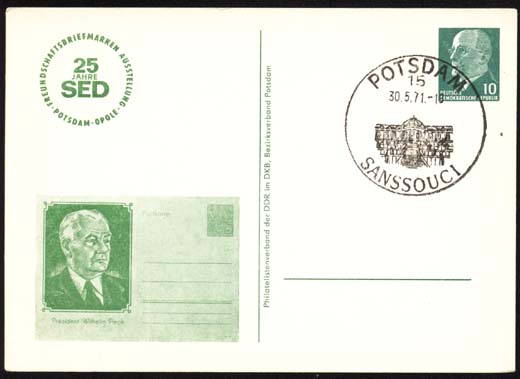 FREUNDSCHAFTSBRIEFMARKEN AUSSTELLUNG
·POTSDAM-OPOLE·
25
JAHRE
SED
Postkarte
Präsident Wilhelm Pieck
Philatelistenverband der DDR im DKB, Bezirksverband Potsdam
DEUTSCHE
DEMOKRATISCHE REPUBLIK
10
POTSDAM
15
30.5.71.-1
SANSSOUCI